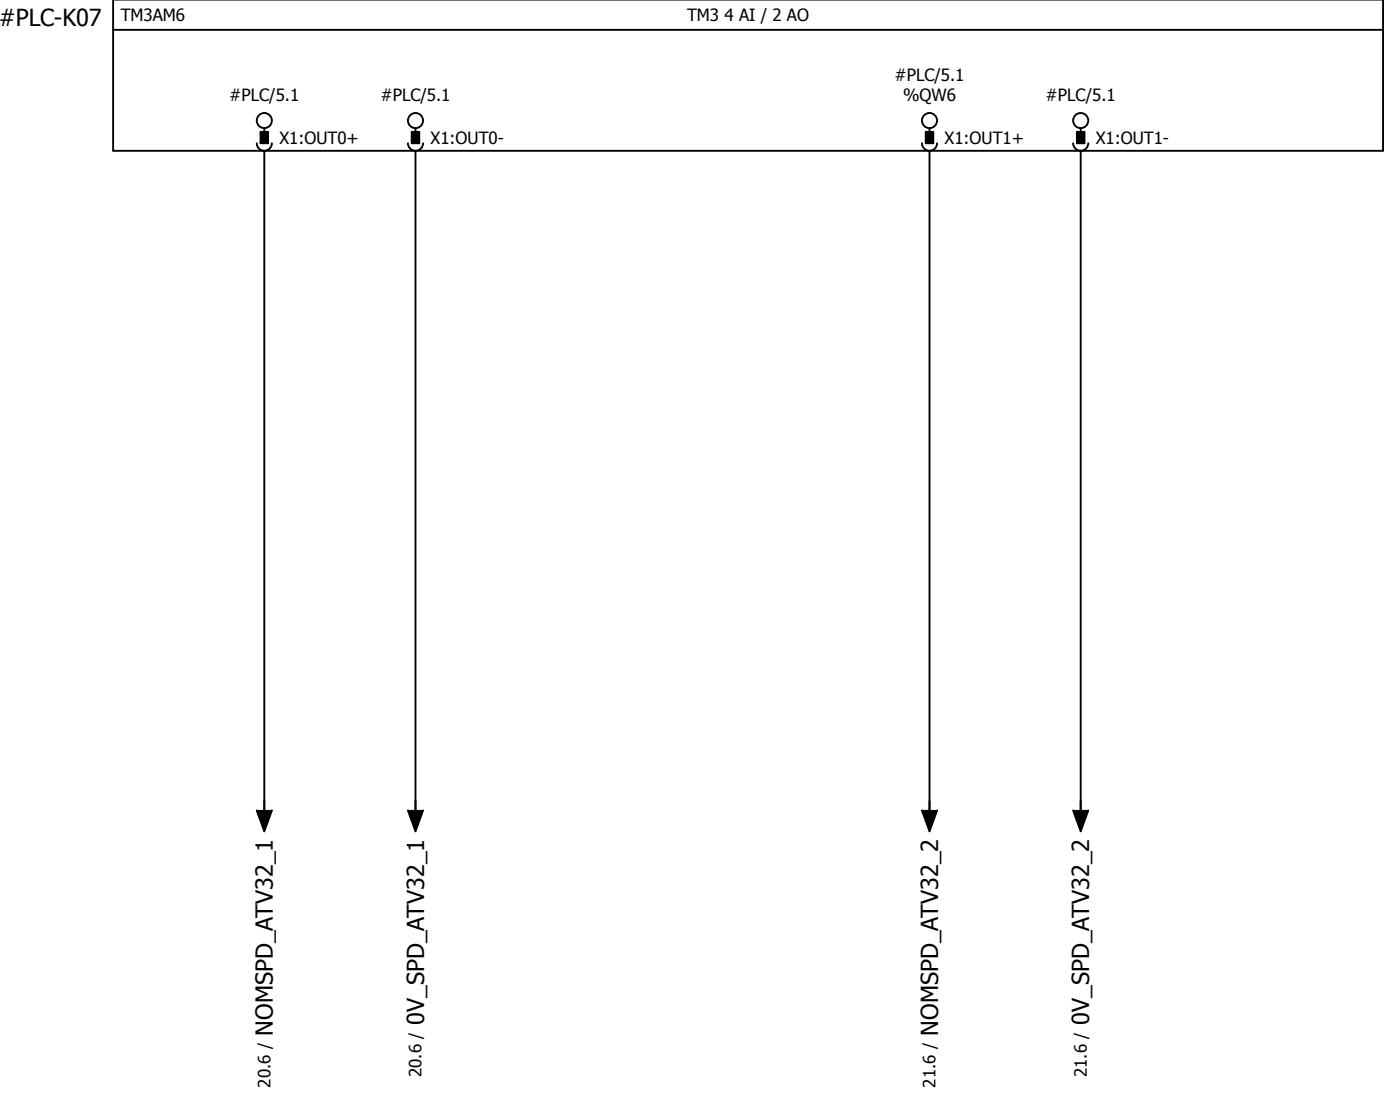 #PLC-K07
TM3AM6
TM3 4 AI / 2 AO
#PLC/5.1
#PLC/5.1
#PLC/5.1
%QW6
#PLC/5.1
X1:OUT0+
X1:OUT0-
X1:OUT1+
X1:OUT1-
20.6 / NOMSPD_ATV32_1
20.6 / 0V_SPD_ATV32_1
21.6 / NOMSPD_ATV32_2
21.6 / 0V_SPD_ATV32_2